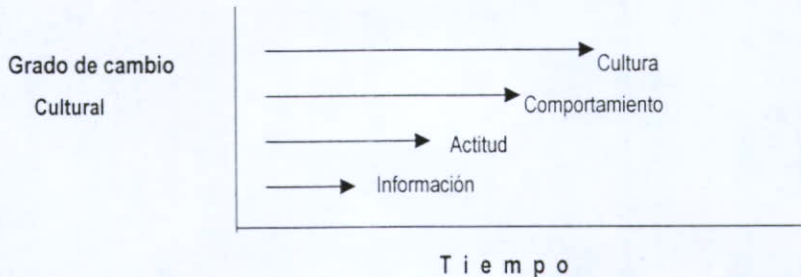 Grado de cambio
Cultural
Cultura
Comportamiento
Actitud
Información
Tiempo